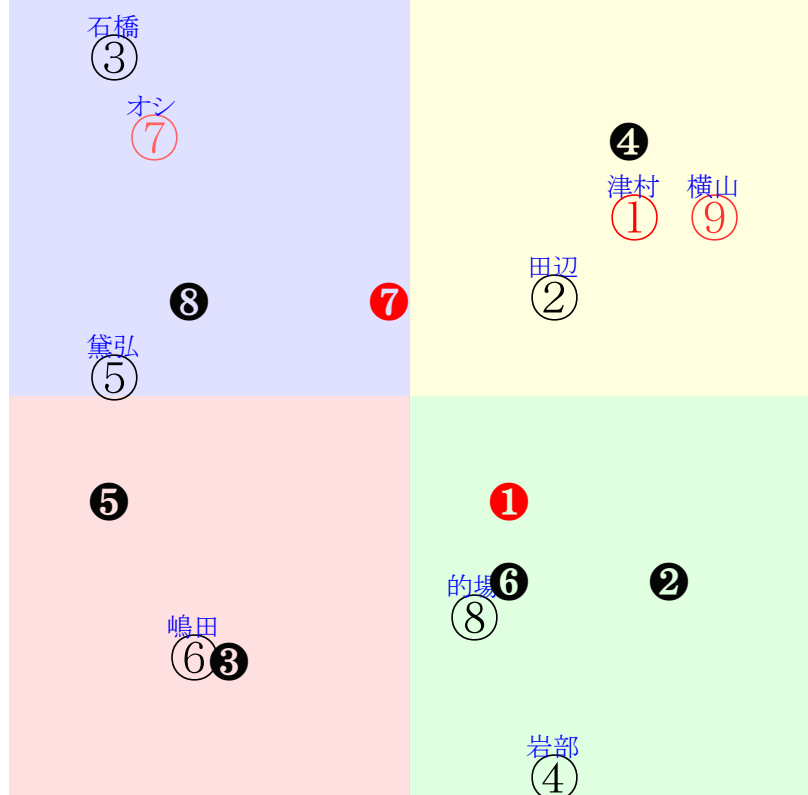 石橋
③
オシ
⑦
❹
津村 横山
① ⑨
田辺
②
❽ ❼
黛弘
⑤
❺ ❶
的場 ❻ ❷
⑧
嶋田
⑥ ❸
岩部
④